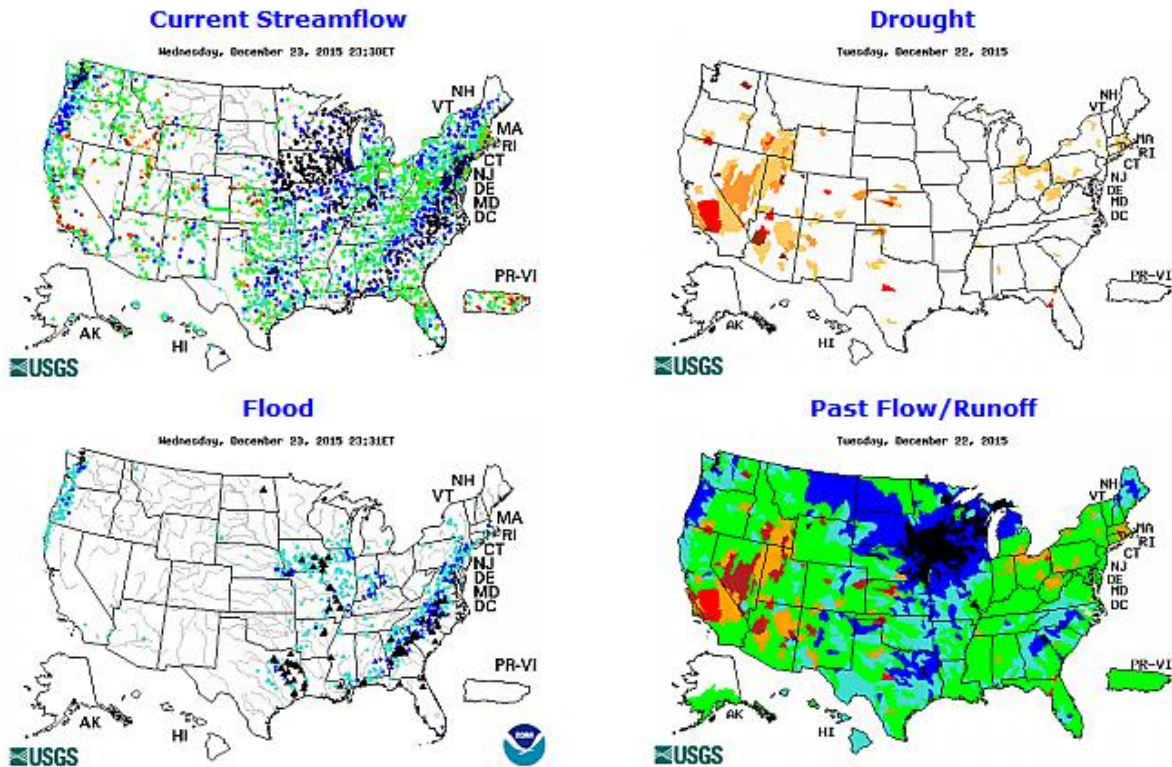 Current Streamflow
Wednesday, December 23, 2015 23:30ET
NH
VT
MA
RI
CT
NJ
DE
MD
DC
PR-VI
AK
HI
USGS
Drought
Tuesday, December 22, 2015
NH
VT
MA
RI
CT
NJ
DE
MD
DC
PR-VI
AK
HI
USGS
Flood
Wednesday, December 23, 2015 23:31ET
NH
VT
MA
RI
CT
NJ
DE
MD
DC
PR-VI
AK
HI
USGS
NOAA
Past Flow/Runoff
Tuesday, December 22, 2015
NH
VT
MA
RI
CT
NJ
DE
MD
DC
PR-VI
AK
HI
USGS